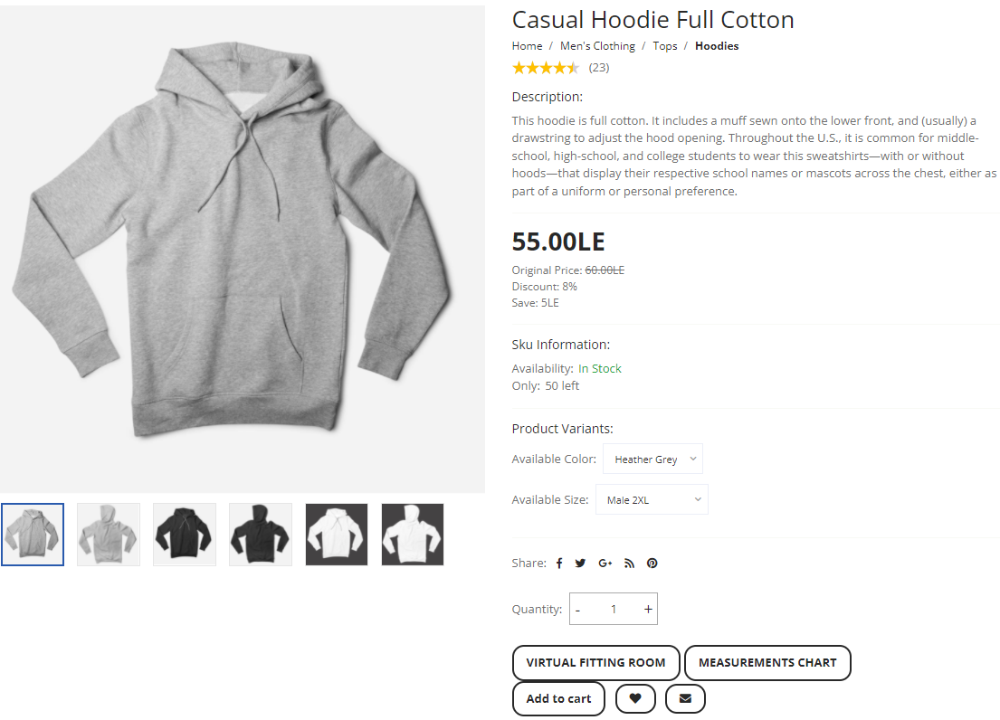 Casual Hoodie Full Cotton
Home / Men's Clothing / Tops / Hoodies
(23)
Description:
This hoodie is full cotton. It includes a muff sewn onto the lower front, and (usually) a
drawstring to adjust the hood opening. Throughout the U.S., it is common for middle-
school, high-school, and college students to wear this sweatshirts—with or without
hoods—that display their respective school names or mascots across the chest, either as
part of a uniform or personal preference.
55.00LE
Original Price: 60.00LE
Discount: 8%
Save: 5LE
Sku Information:
Availability: In Stock
Only: 50 left
Product Variants:
Available Color: Heather Grey
Available Size: Male 2XL
Share:
Quantity: - 1 +
VIRTUAL FITTING ROOM MEASUREMENTS CHART
Add to cart